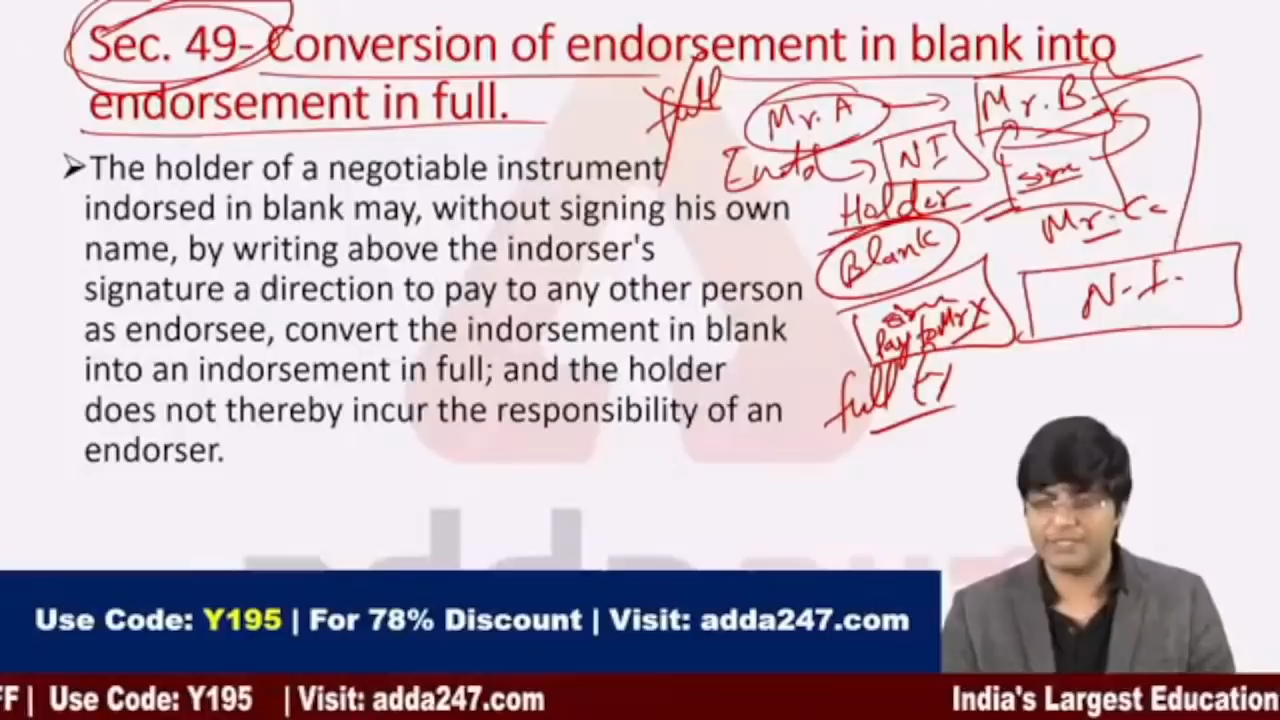 Sec. 49- Conversion of endorsement in blank into
endorsement in full.
➤The holder of a negotiable instrument
indorsed in blank may, without signing his own
name, by writing above the indorser's
signature a direction to pay to any other person
as endorsee, convert the indorsement in blank
into an indorsement in full; and the holder
does not thereby incur the responsibility of an
endorser.
full
Mr. A
Mr. B
NI
sign
Holder
Mr. C
Blank
sign
Pay to Mr X
N.I.
full
adda
Use Code: Y195 | For 78% Discount | Visit: adda247.com
FF | Use Code: Y195 | Visit: adda247.com
India's Largest Education